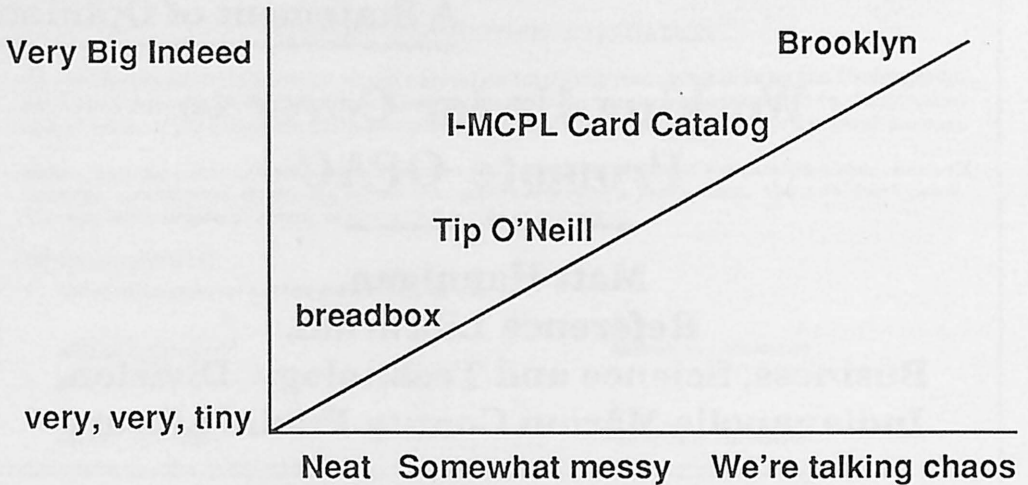 Very Big Indeed
Brooklyn
I-MCPL Card Catalog
Tip O'Neill
breadbox
very, very, tiny
Neat Somewhat messy We're talking chaos